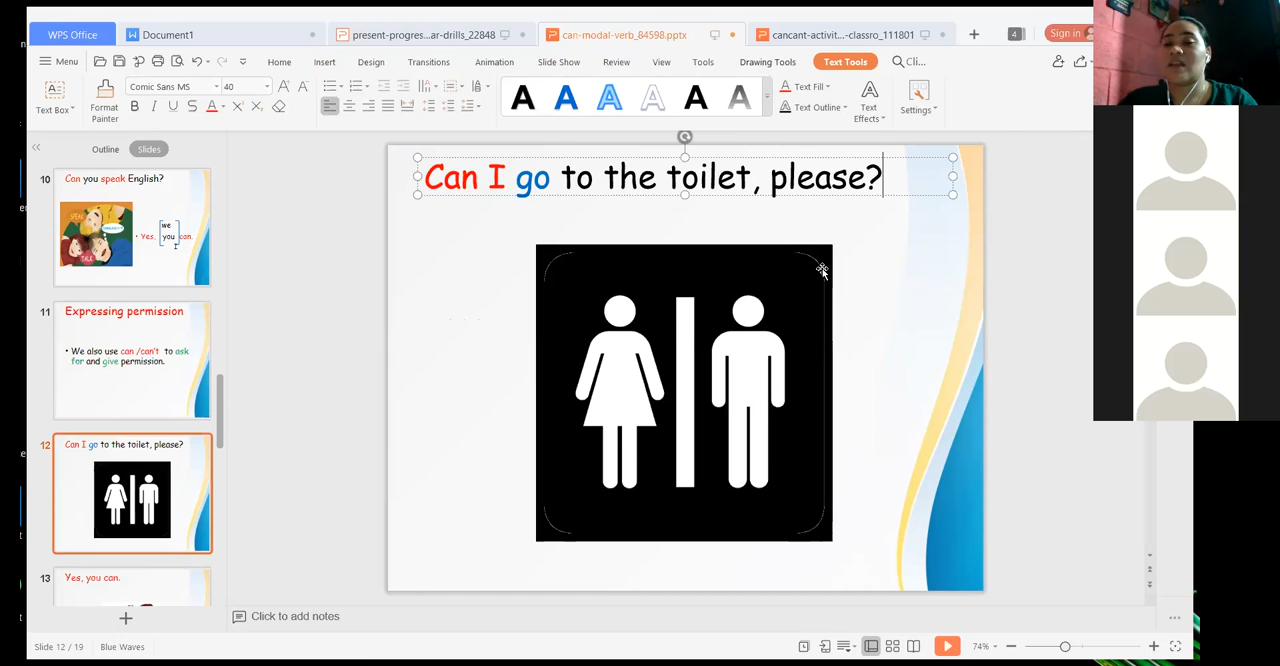 WPS Office
Document1
present-progres...ar-drills_22848
can-modal-verb_84598.pptx
cancant-activit...-classro_111801
4
Sign in
Menu
Home
Insert
Design
Transitions
Animation
Slide Show
Review
View
Tools
Drawing Tools
Text Tools
Cli...
Text Box
Format
Painter
Comic Sans MS
40
B I U S A X² X₂
A A A A A A
Text Fill
Text Outline
Text
Effects
Settings
Outline
Slides
10
Can you speak English?
we
you
Yes,
can.
11
Expressing permission
• We also use can /can't to ask
for and give permission.
12
Can I go to the toilet, please?
13
Yes, you can.
Can I go to the toilet, please?
Click to add notes
Slide 12 / 19
Blue Waves
74%